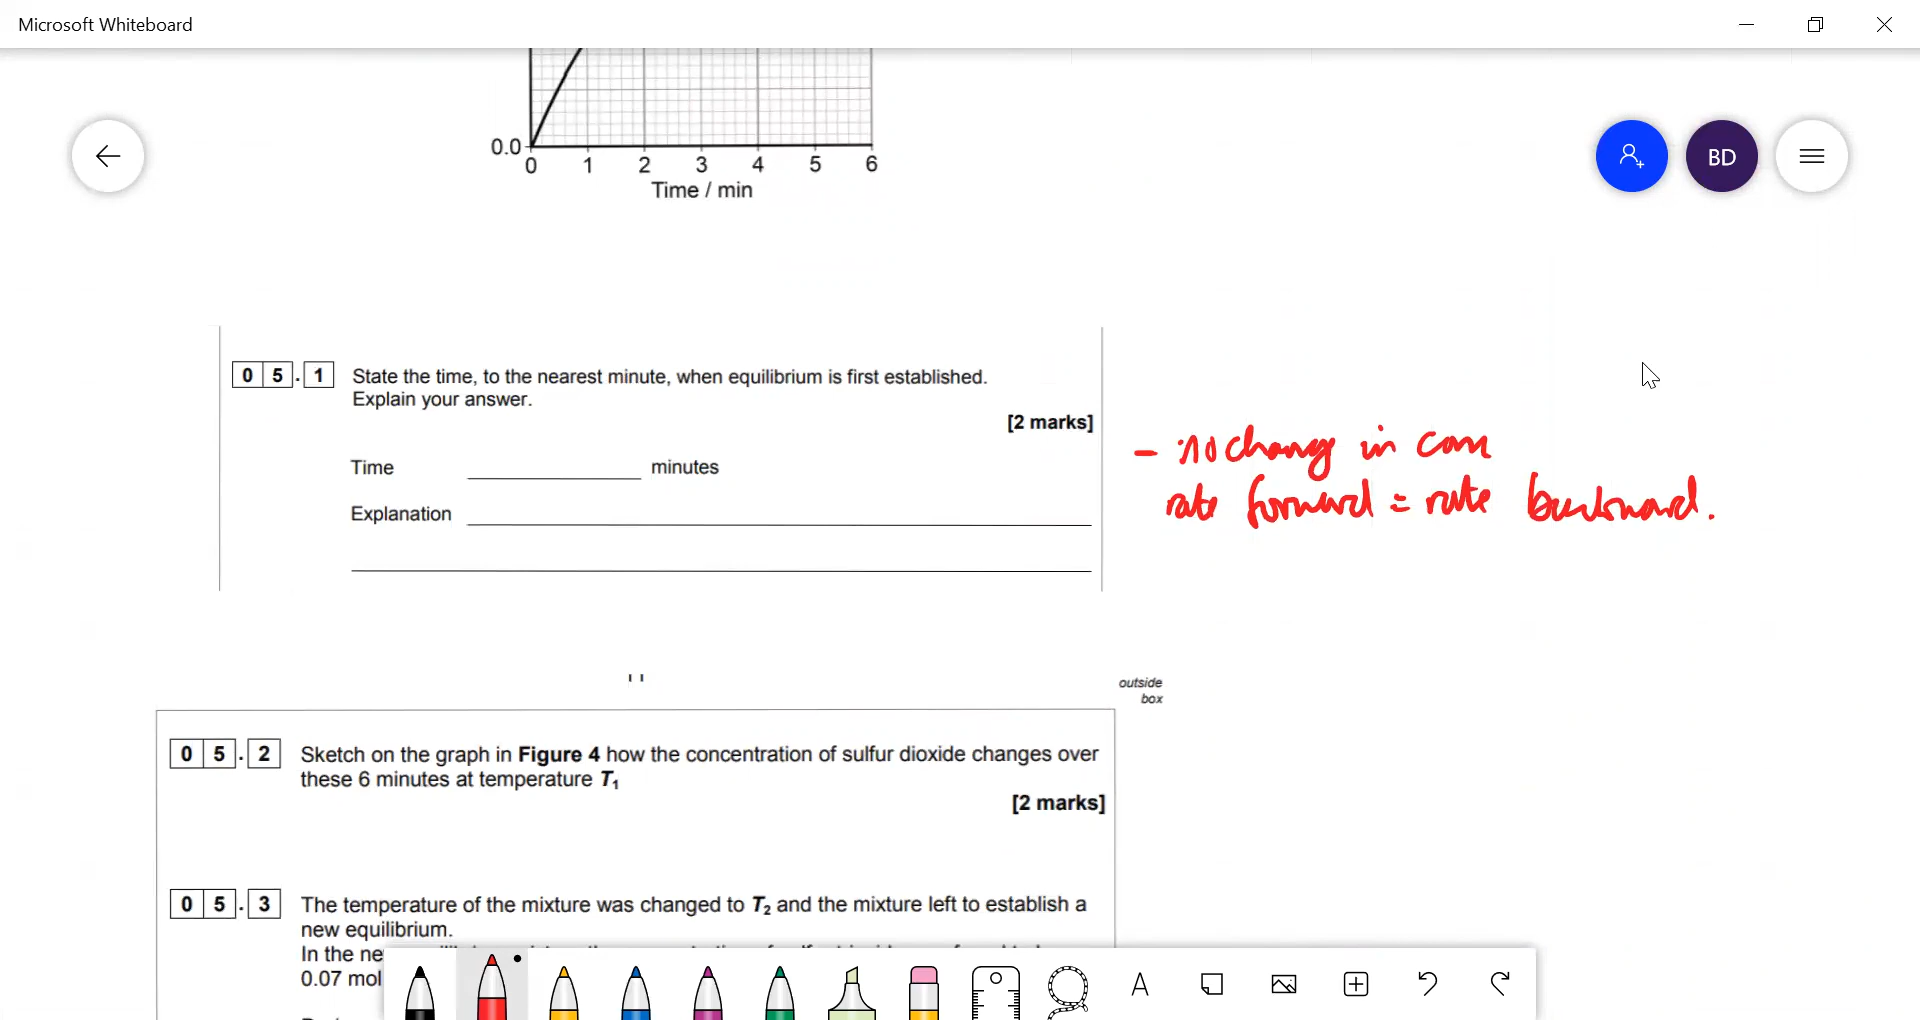 Microsoft Whiteboard
0.0
0 1 2 3 4 5 6
Time / min
BD
0 5 . 1 State the time, to the nearest minute, when equilibrium is first established.
Explain your answer.
[2 marks]
Time minutes
Explanation
- no change in conc
rate forward = rate backward.
outside
box
0 5 . 2 Sketch on the graph in Figure 4 how the concentration of sulfur dioxide changes over
these 6 minutes at temperature T₁
[2 marks]
0 5 . 3 The temperature of the mixture was changed to T₂ and the mixture left to establish a
new equilibrium.
In the ne
0.07 mol
A